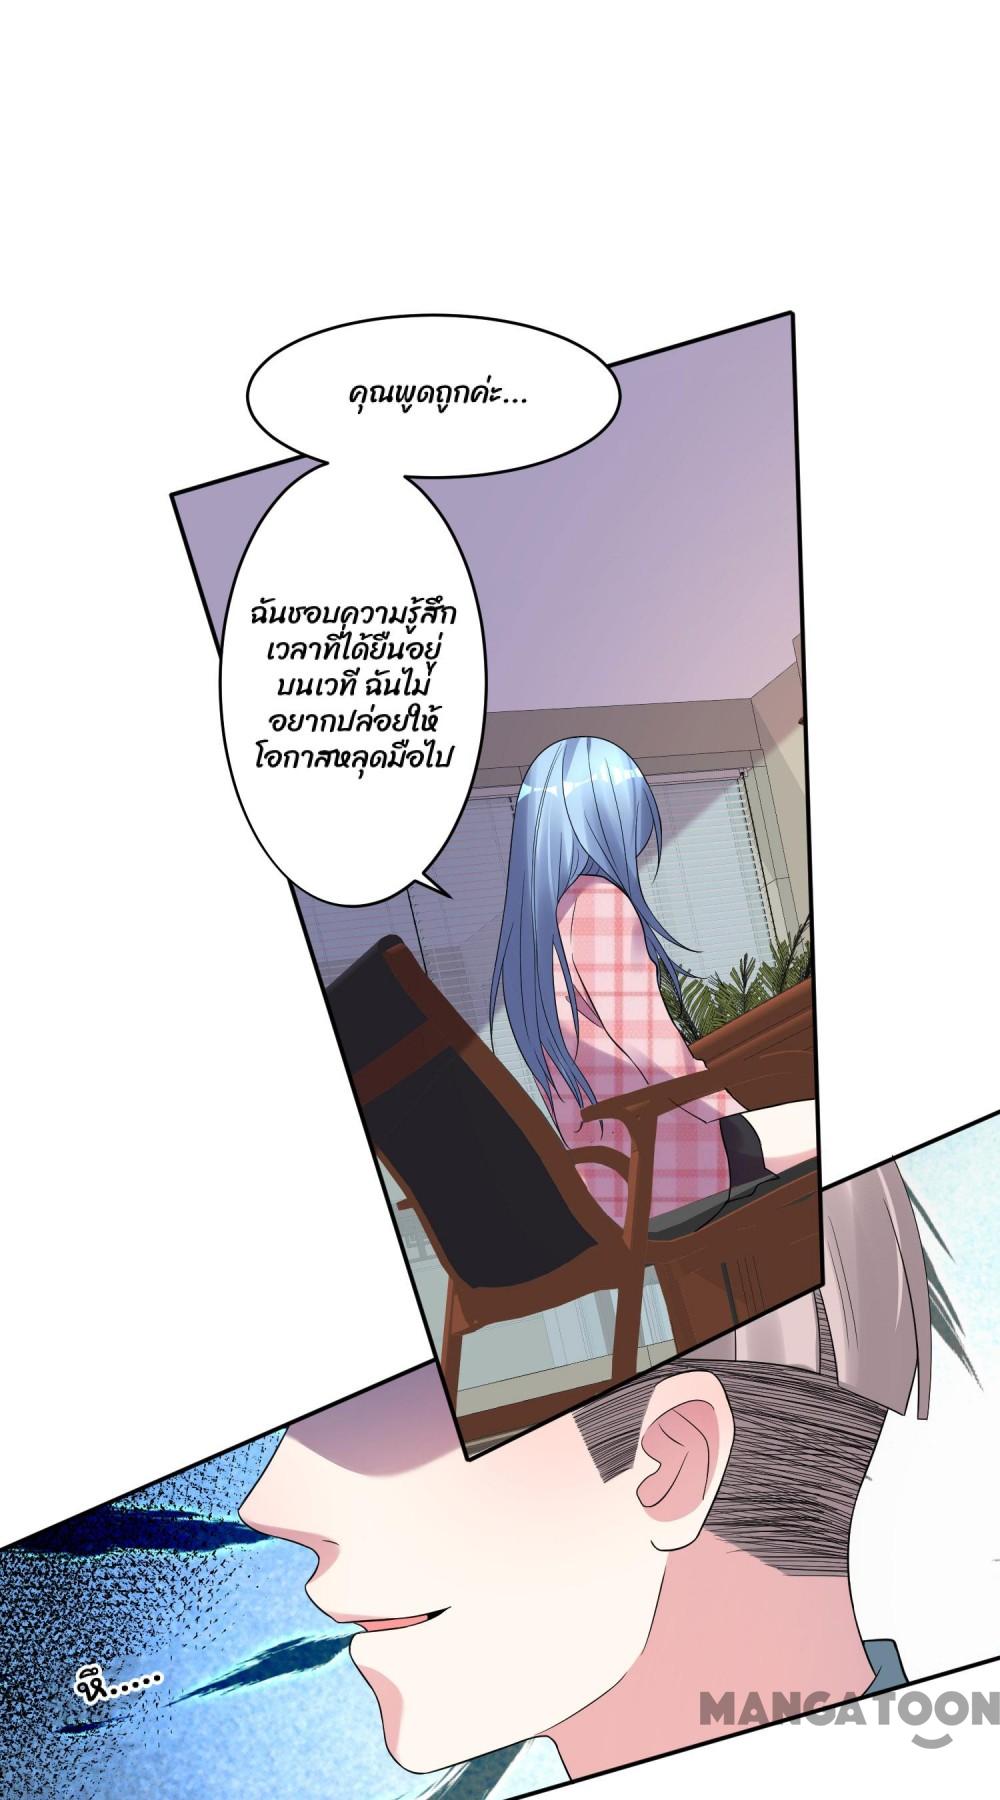 คุณพูดถูกค่ะ...
ฉันชอบความรู้สึก
เวลาที่ได้ยืนอยู่
บนเวที ฉันไม่
อยากปล่อยให้
โอกาสหลุดมือไป
หึ.....
MANGATOON